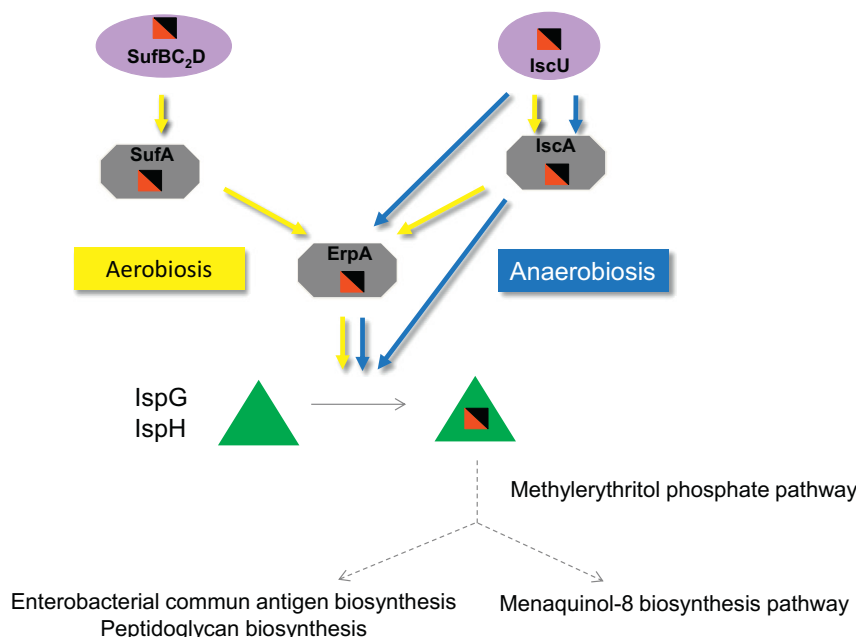 SufBC₂D
IscU
SufA
IscA
ErpA
Aerobiosis
Anaerobiosis
IspG
IspH
Methylerythritol phosphate pathway
Enterobacterial commun antigen biosynthesis
Peptidoglycan biosynthesis
Menaquinol-8 biosynthesis pathway